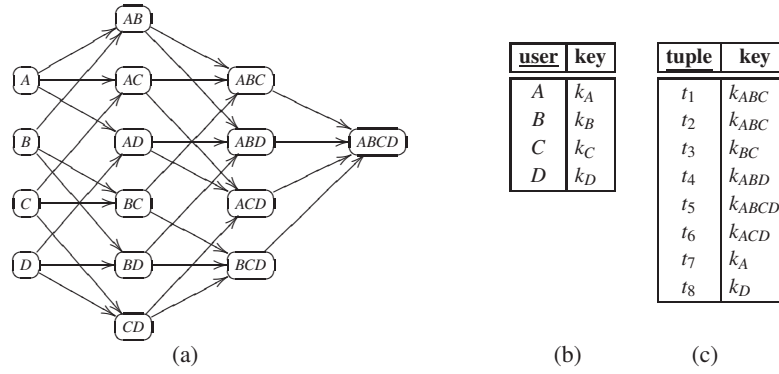 AB
A AC ABC
B AD ABD ABCD
C BC ACD
D BD BCD
CD
(a)
user key
A k_A
B k_B
C k_C
D k_D
(b)
tuple key
t_1 k_ABC
t_2 k_ABC
t_3 k_BC
t_4 k_ABD
t_5 k_ABCD
t_6 k_ACD
t_7 k_A
t_8 k_D
(c)